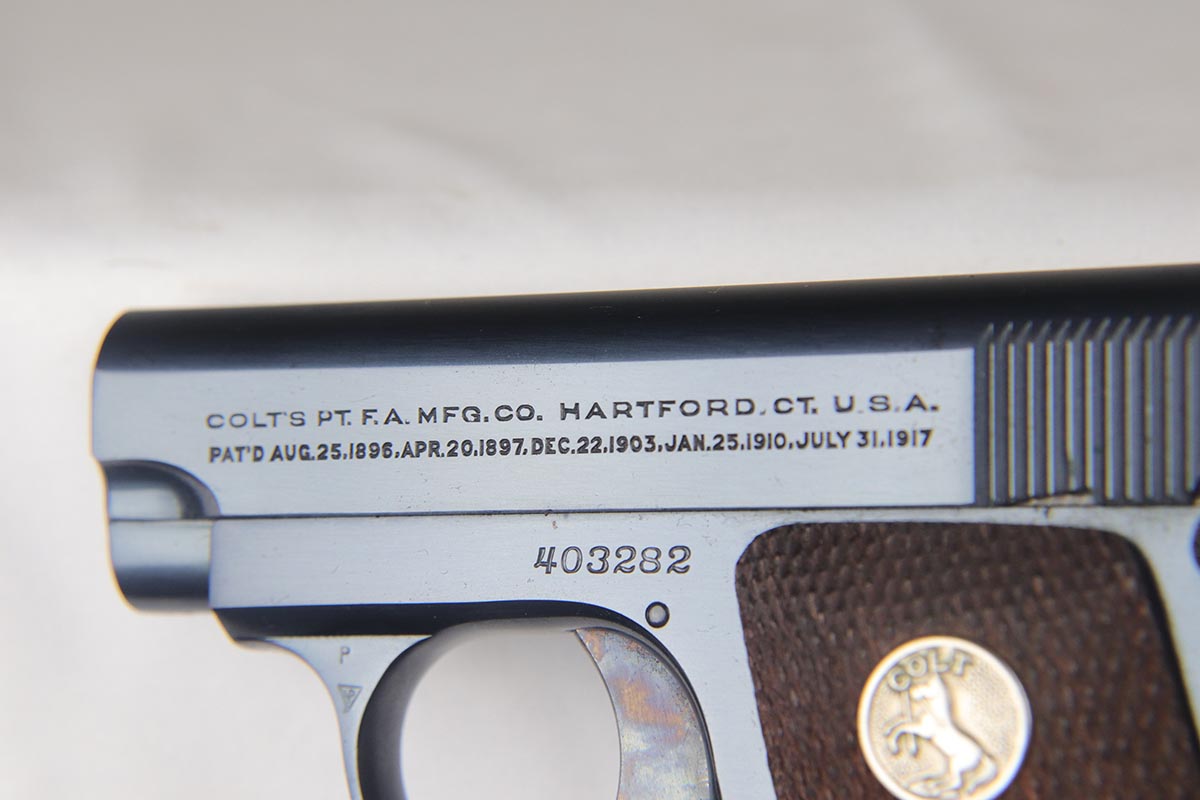 COLT'S PT. F.A. MFG. CO. HARTFORD, CT. U.S.A.
PAT'D AUG.25,1896, APR.20,1897, DEC.22,1903, JAN.25,1910, JULY 31,1917
403282
P
COLT